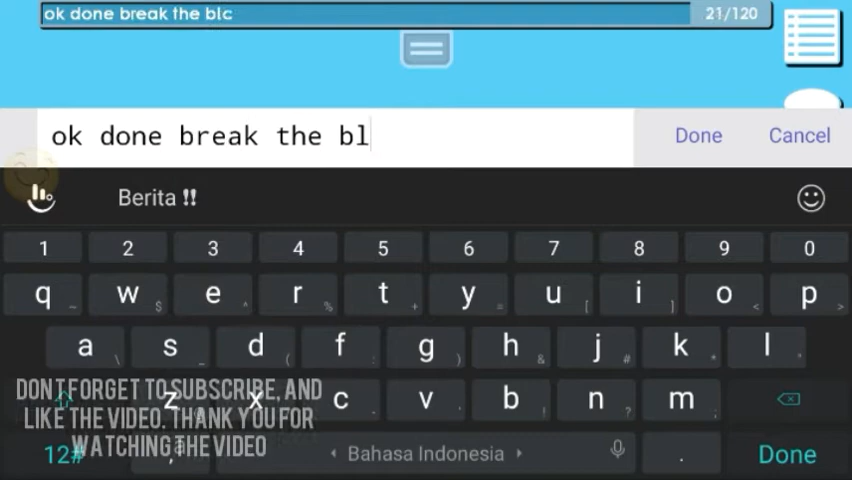 ok done break the blc
21/120
ok done break the bl
Done
Cancel
Berita !!
1 2 3 4 5 6 7 8 9 0
q w e r t y u i o p
~ $ ^ % + = [ ] < >
a s d f g h j k l
\ _ ( : ) & # * "
z x c v b n m
- ' ! ? ;
DONT FORGET TO SUBSCRIBE, AND
LIKE THE VIDEO. THANK YOU FOR
WATCHING THE VIDEO
12#
,
Bahasa Indonesia
.
Done